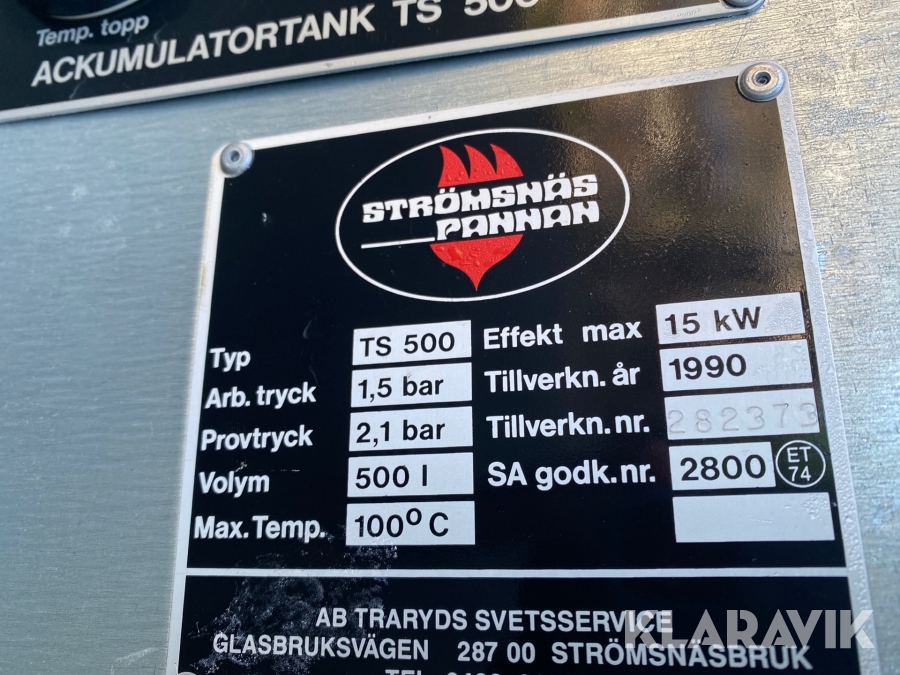 Temp. topp
ACKUMULATORTANK TS 500
STRÖMSNÄS
PANNAN
Typ TS 500 Effekt max 15 kW
Arb. tryck 1,5 bar Tillverkn. år 1990
Provtryck 2,1 bar Tillverkn. nr. 282373
Volym 500 l SA godk. nr. 2800 ET 74
Max. Temp. 100° C
AB TRARYDS SVETSSERVICE
GLASBRUKSVÄGEN 287 00 STRÖMSNÄSBRUK
KLARAVIK